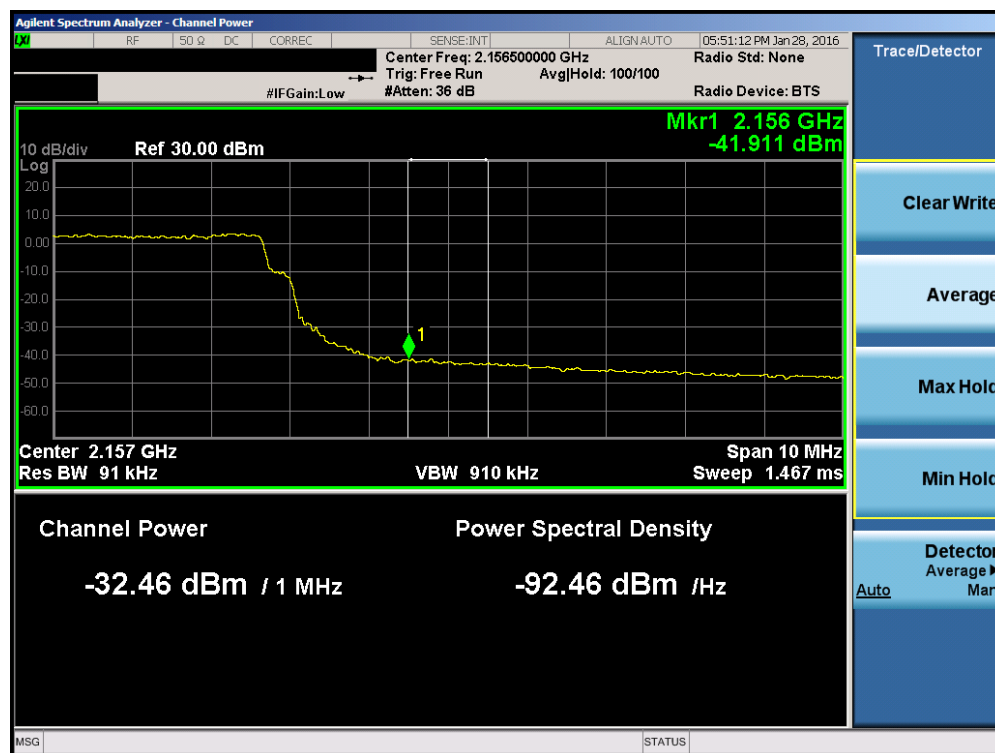 Agilent Spectrum Analyzer - Channel Power
LXI RF 50 Ω DC CORREC SENSE:INT ALIGN AUTO 05:51:12 PM Jan 28, 2016
Center Freq: 2.156500000 GHz Radio Std: None
Trig: Free Run Avg|Hold: 100/100
#IFGain:Low #Atten: 36 dB Radio Device: BTS
Trace/Detector
Mkr1 2.156 GHz
10 dB/div Ref 30.00 dBm -41.911 dBm
Log
20.0
10.0
0.00
-10.0
-20.0
-30.0
-40.0
-50.0
-60.0
1
Center 2.157 GHz Span 10 MHz
Res BW 91 kHz VBW 910 kHz Sweep 1.467 ms
Channel Power Power Spectral Density
-32.46 dBm / 1 MHz -92.46 dBm /Hz
Clear Write
Average
Max Hold
Min Hold
Detector
Average
Auto Man
MSG STATUS